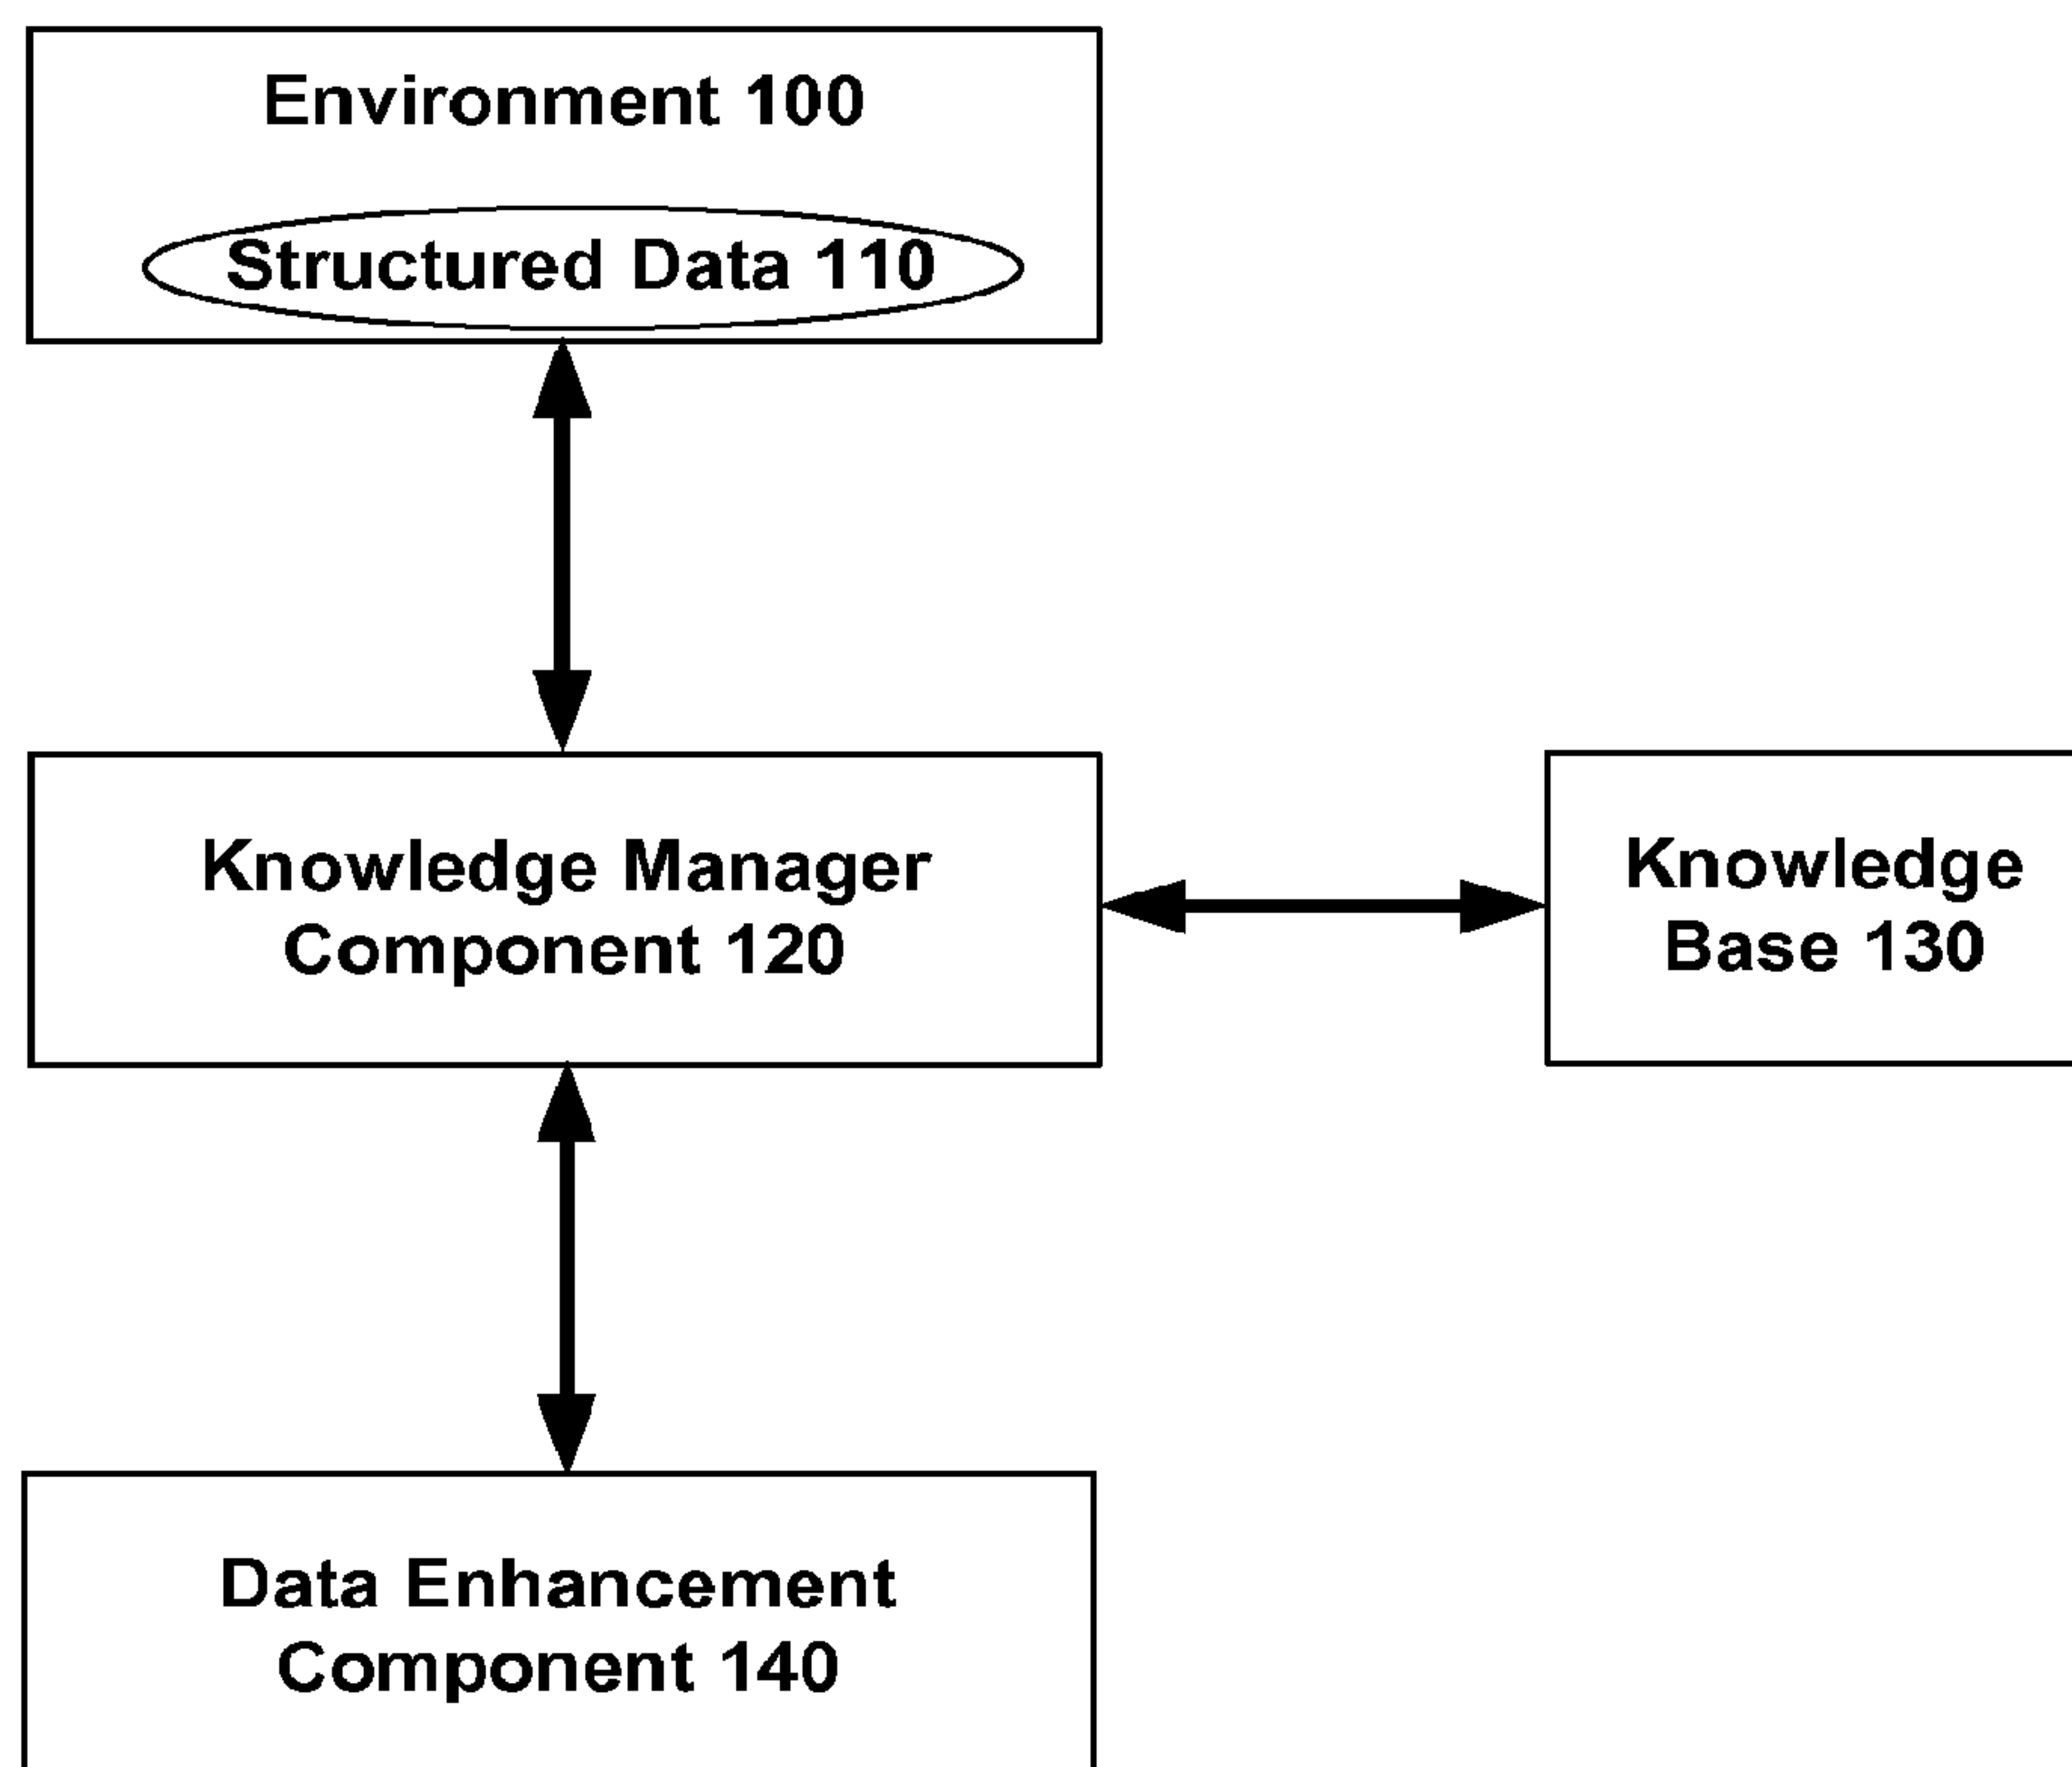 Environment 100
Structured Data 110
Knowledge Manager
Component 120
Knowledge
Base 130
Data Enhancement
Component 140